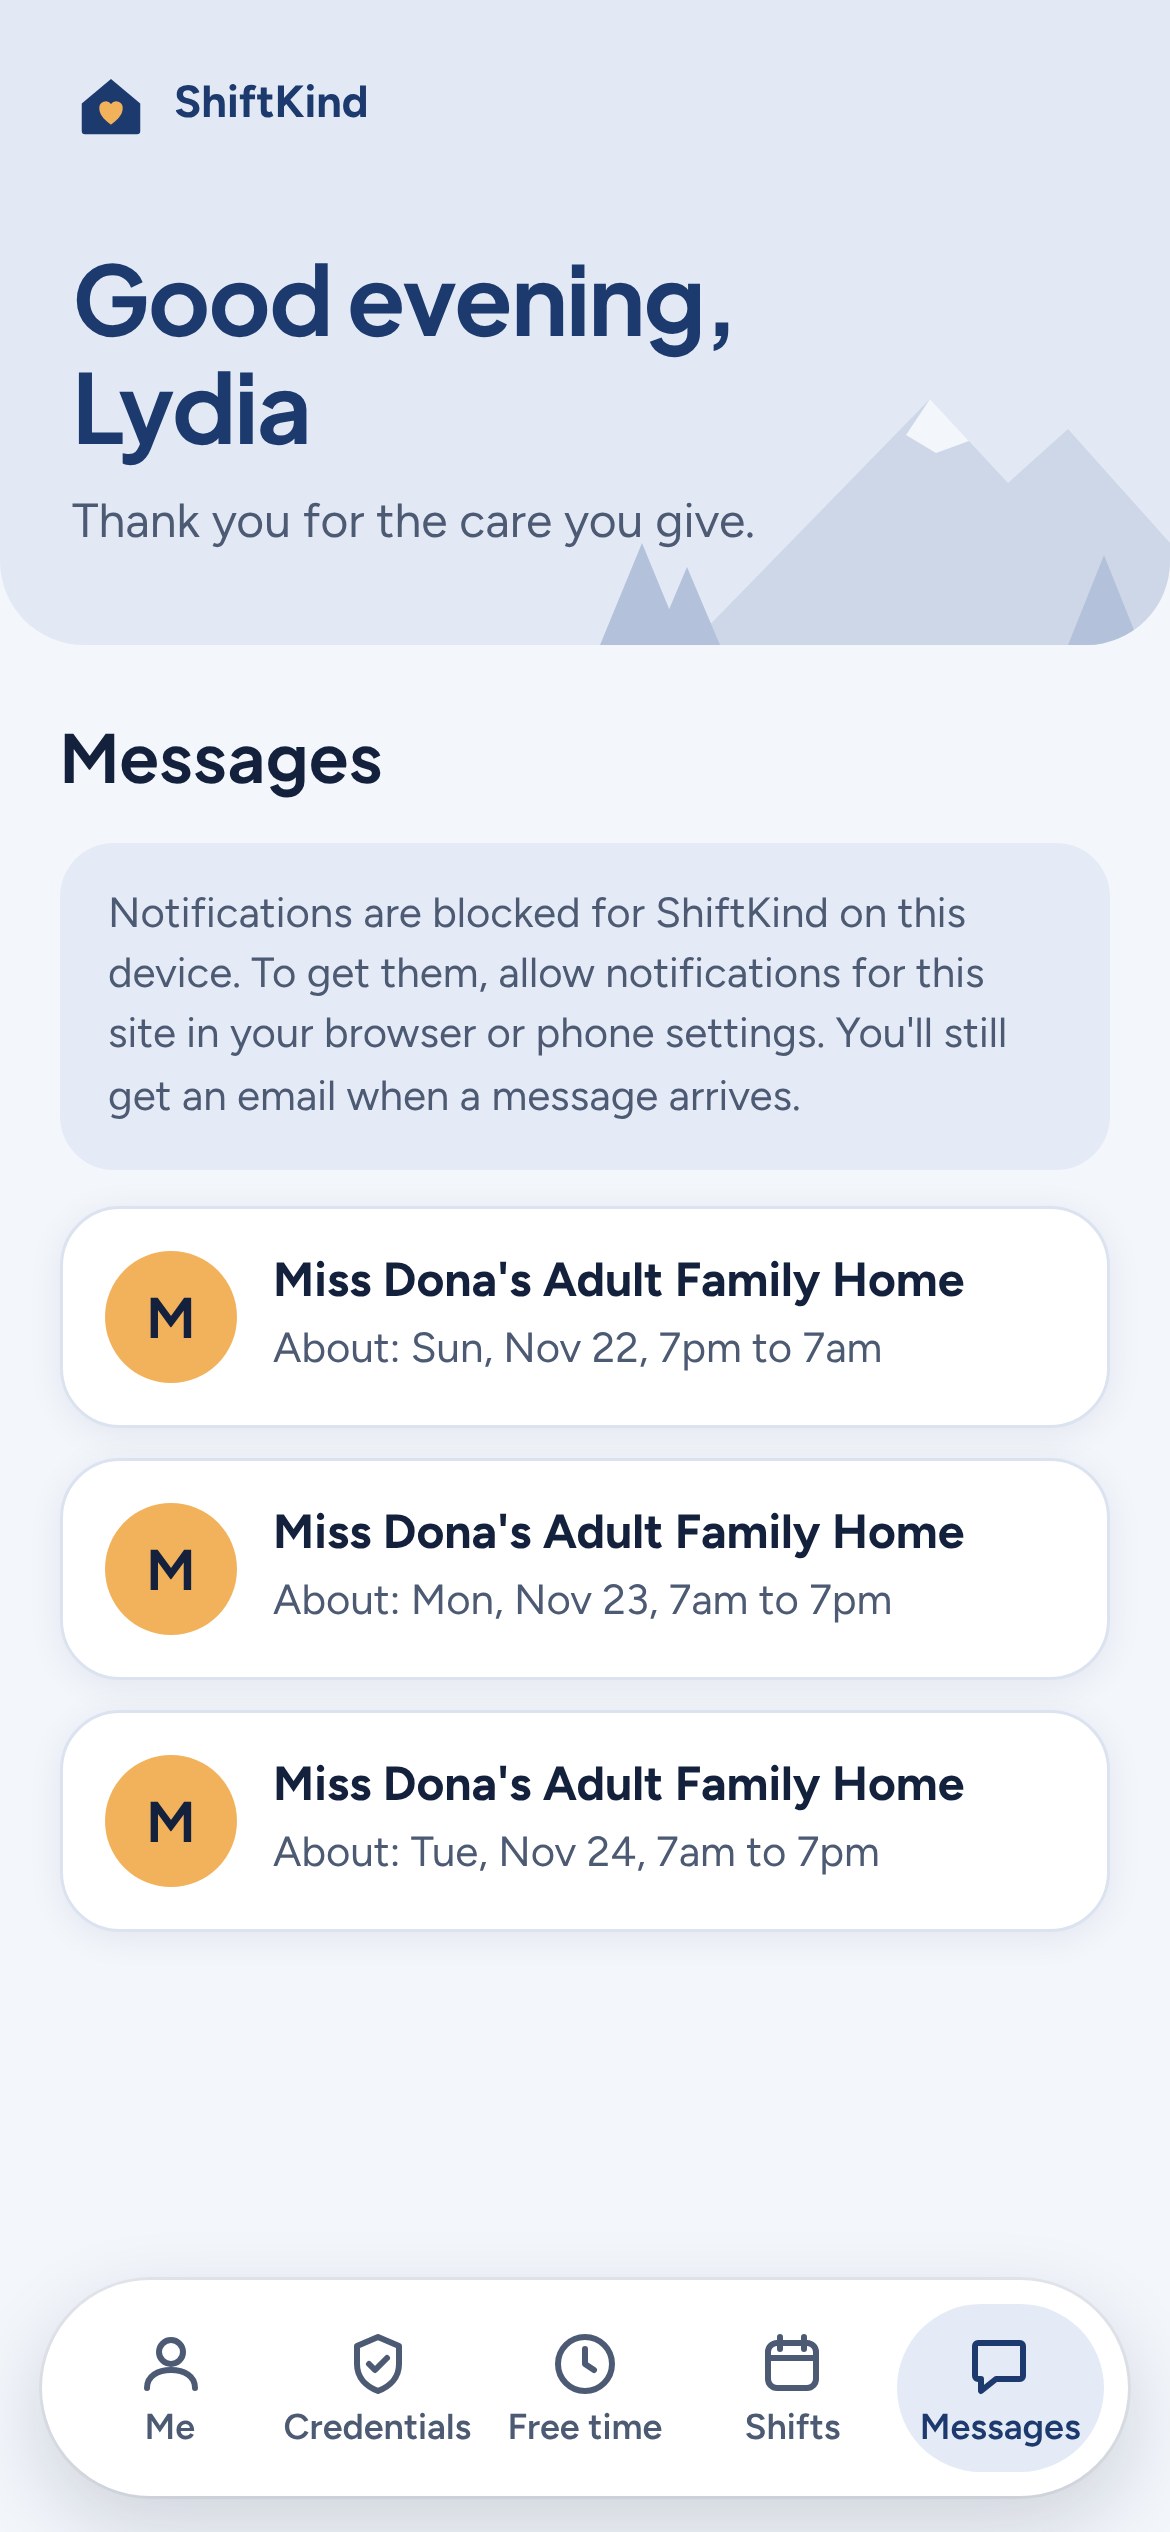 ShiftKind
Good evening,
Lydia
Thank you for the care you give.
Messages
Notifications are blocked for ShiftKind on this
device. To get them, allow notifications for this
site in your browser or phone settings. You'll still
get an email when a message arrives.
M
Miss Dona's Adult Family Home
About: Sun, Nov 22, 7pm to 7am
M
Miss Dona's Adult Family Home
About: Mon, Nov 23, 7am to 7pm
M
Miss Dona's Adult Family Home
About: Tue, Nov 24, 7am to 7pm
Me
Credentials
Free time
Shifts
Messages